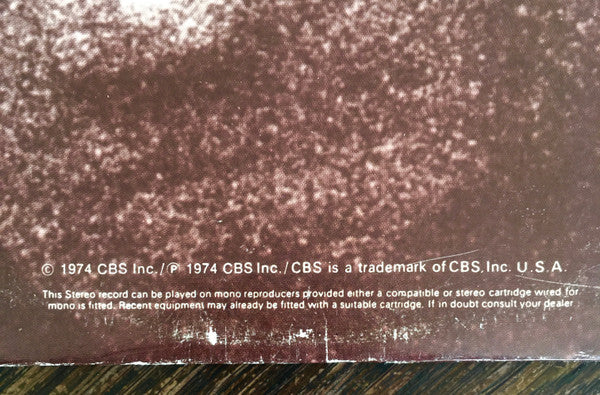 © 1974 CBS Inc./℗ 1974 CBS Inc./CBS is a trademark of CBS, Inc. U.S.A.
This Stereo record can be played on mono reproducers provided either a compatible or stereo cartridge wired for
mono is fitted. Recent equipment may already be fitted with a suitable cartridge. If in doubt consult your dealer